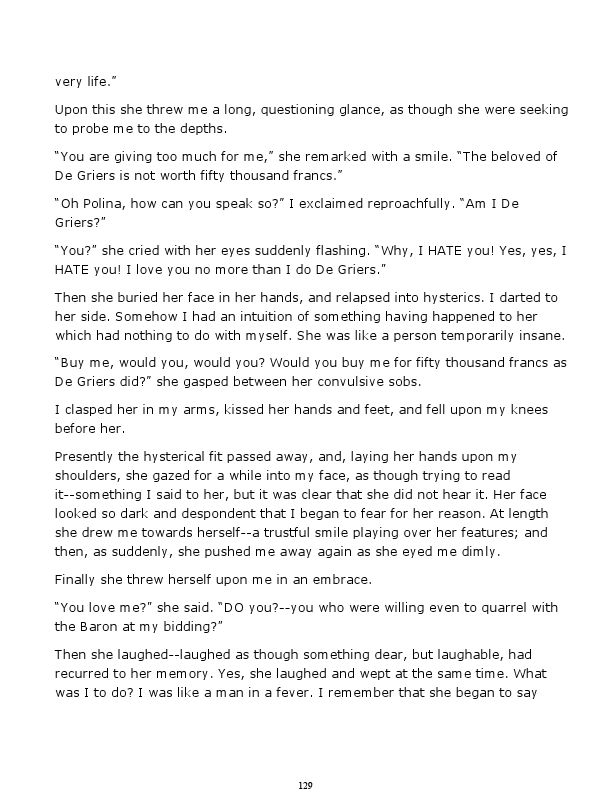 very life.”
Upon this she threw me a long, questioning glance, as though she were seeking
to probe me to the depths.
“You are giving too much for me,” she remarked with a smile. “The beloved of
De Griers is not worth fifty thousand francs.”
“Oh Polina, how can you speak so?” I exclaimed reproachfully. “Am I De
Griers?”
“You?” she cried with her eyes suddenly flashing. “Why, I HATE you! Yes, yes, I
HATE you! I love you no more than I do De Griers.”
Then she buried her face in her hands, and relapsed into hysterics. I darted to
her side. Somehow I had an intuition of something having happened to her
which had nothing to do with myself. She was like a person temporarily insane.
“Buy me, would you, would you? Would you buy me for fifty thousand francs as
De Griers did?” she gasped between her convulsive sobs.
I clasped her in my arms, kissed her hands and feet, and fell upon my knees
before her.
Presently the hysterical fit passed away, and, laying her hands upon my
shoulders, she gazed for a while into my face, as though trying to read
it--something I said to her, but it was clear that she did not hear it. Her face
looked so dark and despondent that I began to fear for her reason. At length
she drew me towards herself--a trustful smile playing over her features; and
then, as suddenly, she pushed me away again as she eyed me dimly.
Finally she threw herself upon me in an embrace.
“You love me?” she said. “DO you?--you who were willing even to quarrel with
the Baron at my bidding?”
Then she laughed--laughed as though something dear, but laughable, had
recurred to her memory. Yes, she laughed and wept at the same time. What
was I to do? I was like a man in a fever. I remember that she began to say
129